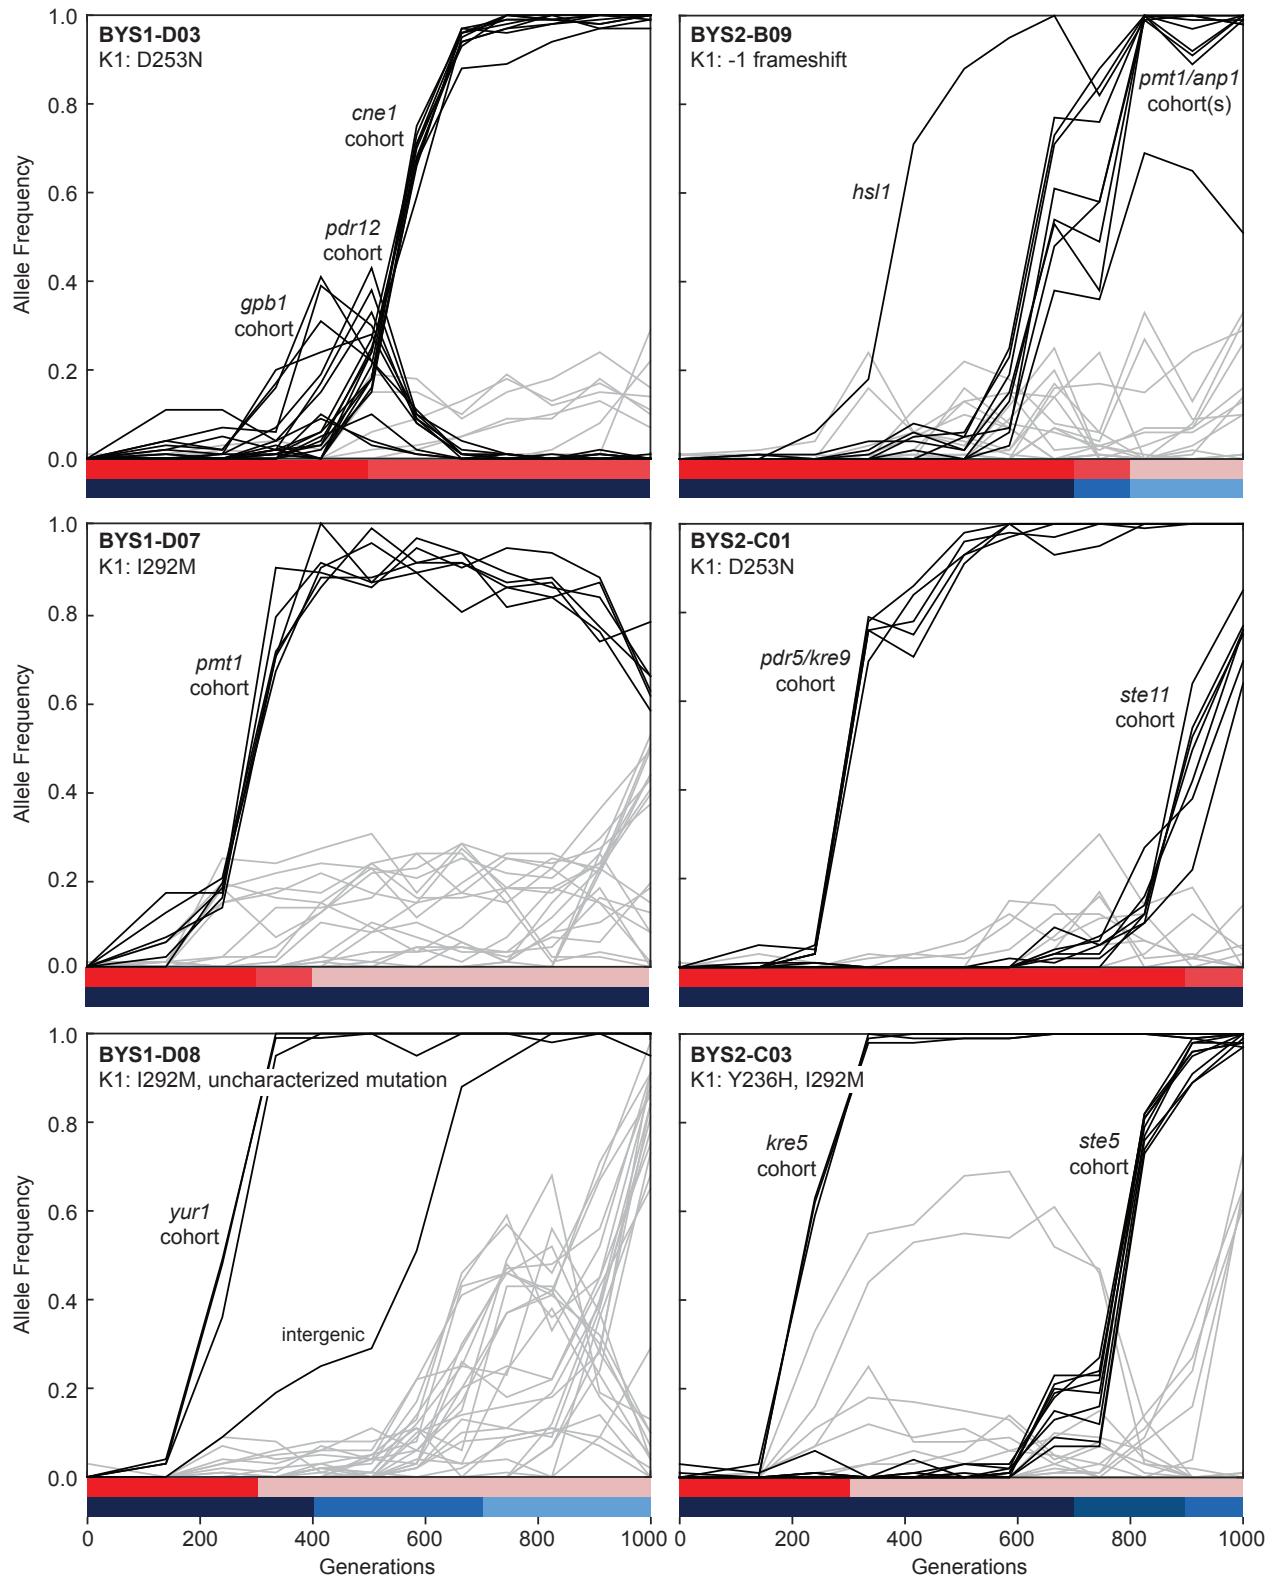 BYS1-D03
K1: D253N
Allele Frequency
1.0
0.8
0.6
0.4
0.2
0.0
gpb1
cohort
pdr12
cohort
cne1
cohort
BYS2-B09
K1: -1 frameshift
hsl1
pmt1/anp1
cohort(s)
BYS1-D07
K1: I292M
Allele Frequency
1.0
0.8
0.6
0.4
0.2
0.0
pmt1
cohort
BYS2-C01
K1: D253N
pdr5/kre9
cohort
ste11
cohort
BYS1-D08
K1: I292M, uncharacterized mutation
Allele Frequency
1.0
0.8
0.6
0.4
0.2
0.0
yur1
cohort
intergenic
0 200 400 600 800 1000
Generations
BYS2-C03
K1: Y236H, I292M
kre5
cohort
ste5
cohort
0 200 400 600 800 1000
Generations